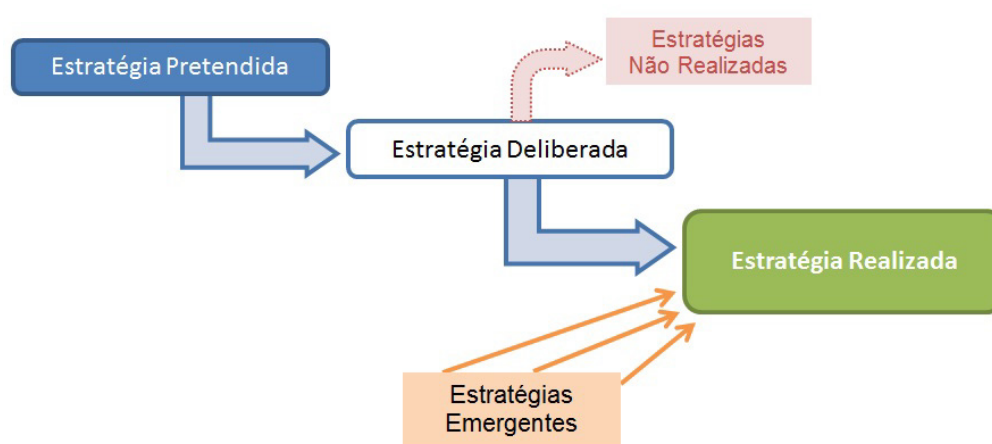 Estratégias
Não Realizadas
Estratégia Pretendida
Estratégia Deliberada
Estratégia Realizada
Estratégias
Emergentes